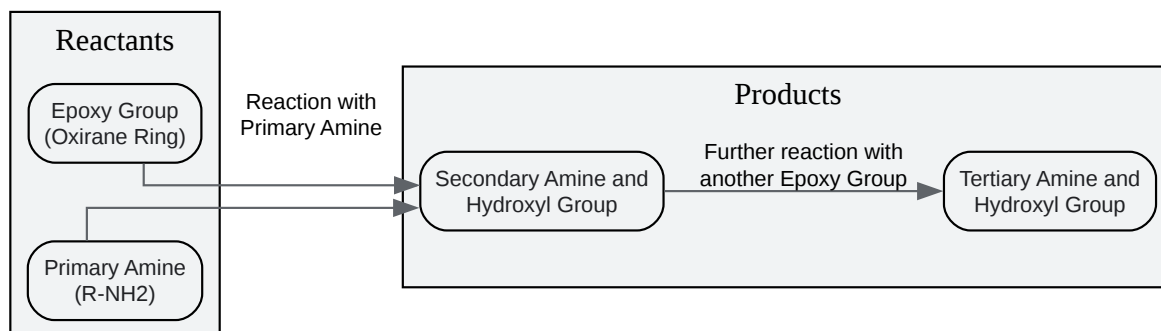 Reactants
Epoxy Group
(Oxirane Ring)
Primary Amine
(R-NH2)
Reaction with
Primary Amine
Products
Secondary Amine and
Hydroxyl Group
Further reaction with
another Epoxy Group
Tertiary Amine and
Hydroxyl Group